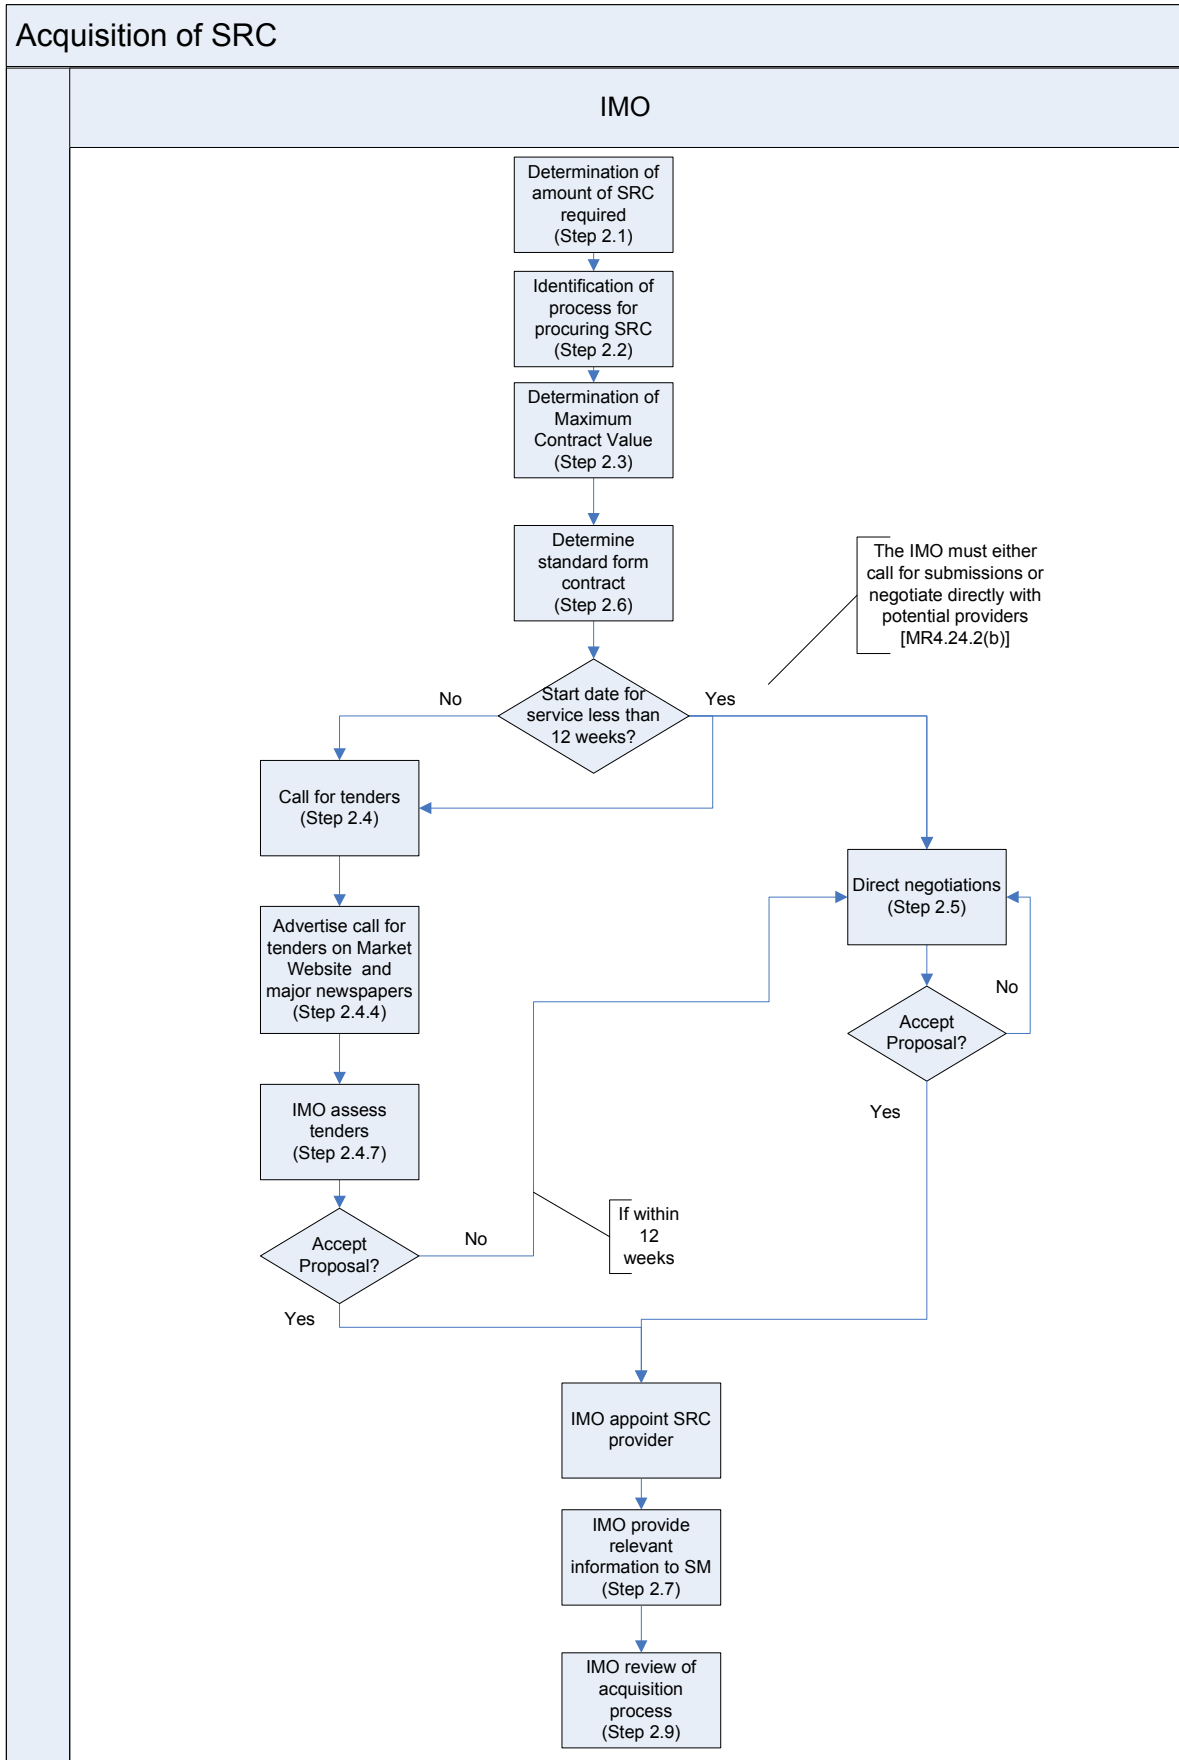 Acquisition of SRC
IMO
Determination of
amount of SRC
required
(Step 2.1)
Identification of
process for
procuring SRC
(Step 2.2)
Determination of
Maximum
Contract Value
(Step 2.3)
Determine
standard form
contract
(Step 2.6)
The IMO must either
call for submissions or
negotiate directly with
potential providers
[MR4.24.2(b)]
No
Start date for
service less than
12 weeks?
Yes
Call for tenders
(Step 2.4)
Direct negotiations
(Step 2.5)
Advertise call for
tenders on Market
Website and
major newspapers
(Step 2.4.4)
No
Accept
Proposal?
Yes
IMO assess
tenders
(Step 2.4.7)
If within
12
weeks
Accept
Proposal?
No
Yes
IMO appoint SRC
provider
IMO provide
relevant
information to SM
(Step 2.7)
IMO review of
acquisition
process
(Step 2.9)